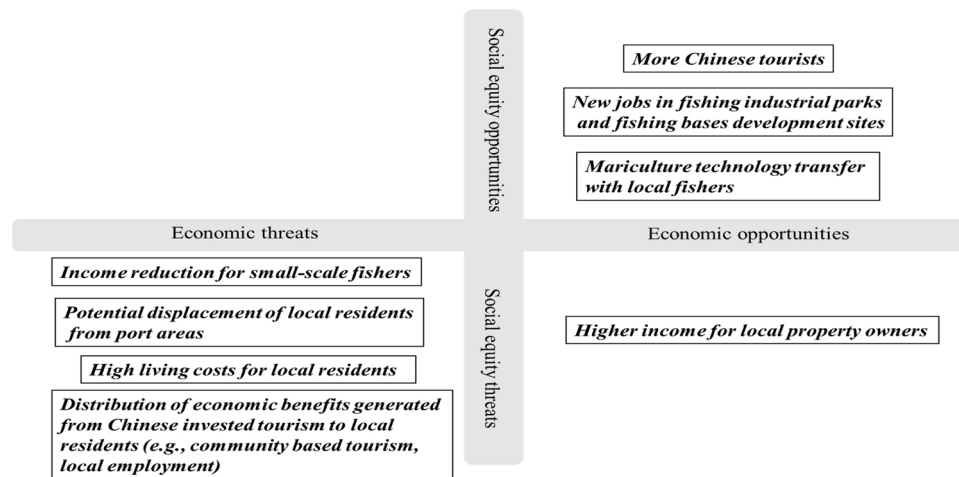 Social equity opportunities
More Chinese tourists
New jobs in fishing industrial parks
and fishing bases development sites
Mariculture technology transfer
with local fishers
Economic threats
Economic opportunities
Income reduction for small-scale fishers
Potential displacement of local residents
from port areas
High living costs for local residents
Distribution of economic benefits generated
from Chinese invested tourism to local
residents (e.g., community based tourism,
local employment)
Social equity threats
Higher income for local property owners